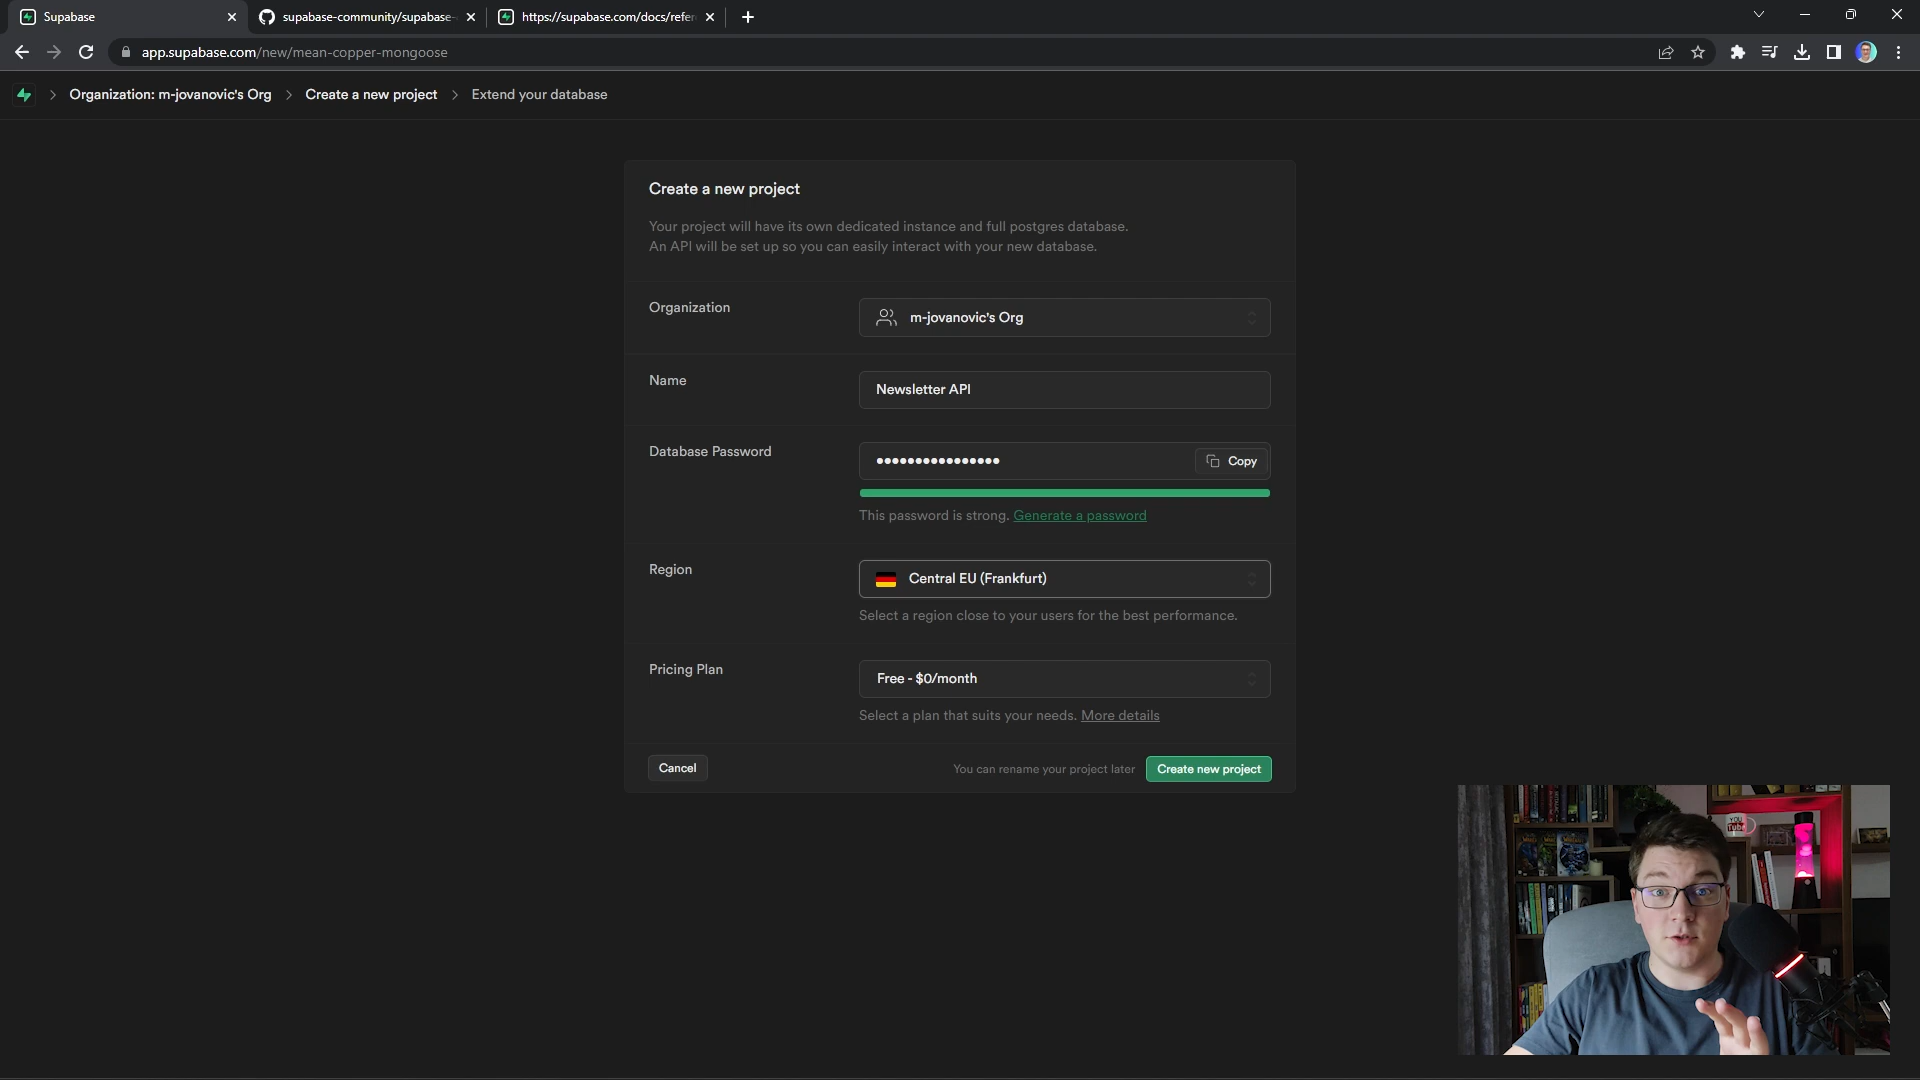 Supabase
supabase-community/supabase-
https://supabase.com/docs/refer
app.supabase.com/new/mean-copper-mongoose
Organization: m-jovanovic's Org
Create a new project
Extend your database
Create a new project
Your project will have its own dedicated instance and full postgres database.
An API will be set up so you can easily interact with your new database.
Organization
m-jovanovic's Org
Name
Newsletter API
Database Password
••••••••••••••••
Copy
This password is strong. Generate a password
Region
Central EU (Frankfurt)
Select a region close to your users for the best performance.
Pricing Plan
Free - $0/month
Select a plan that suits your needs. More details
Cancel
You can rename your project later
Create new project
YOU